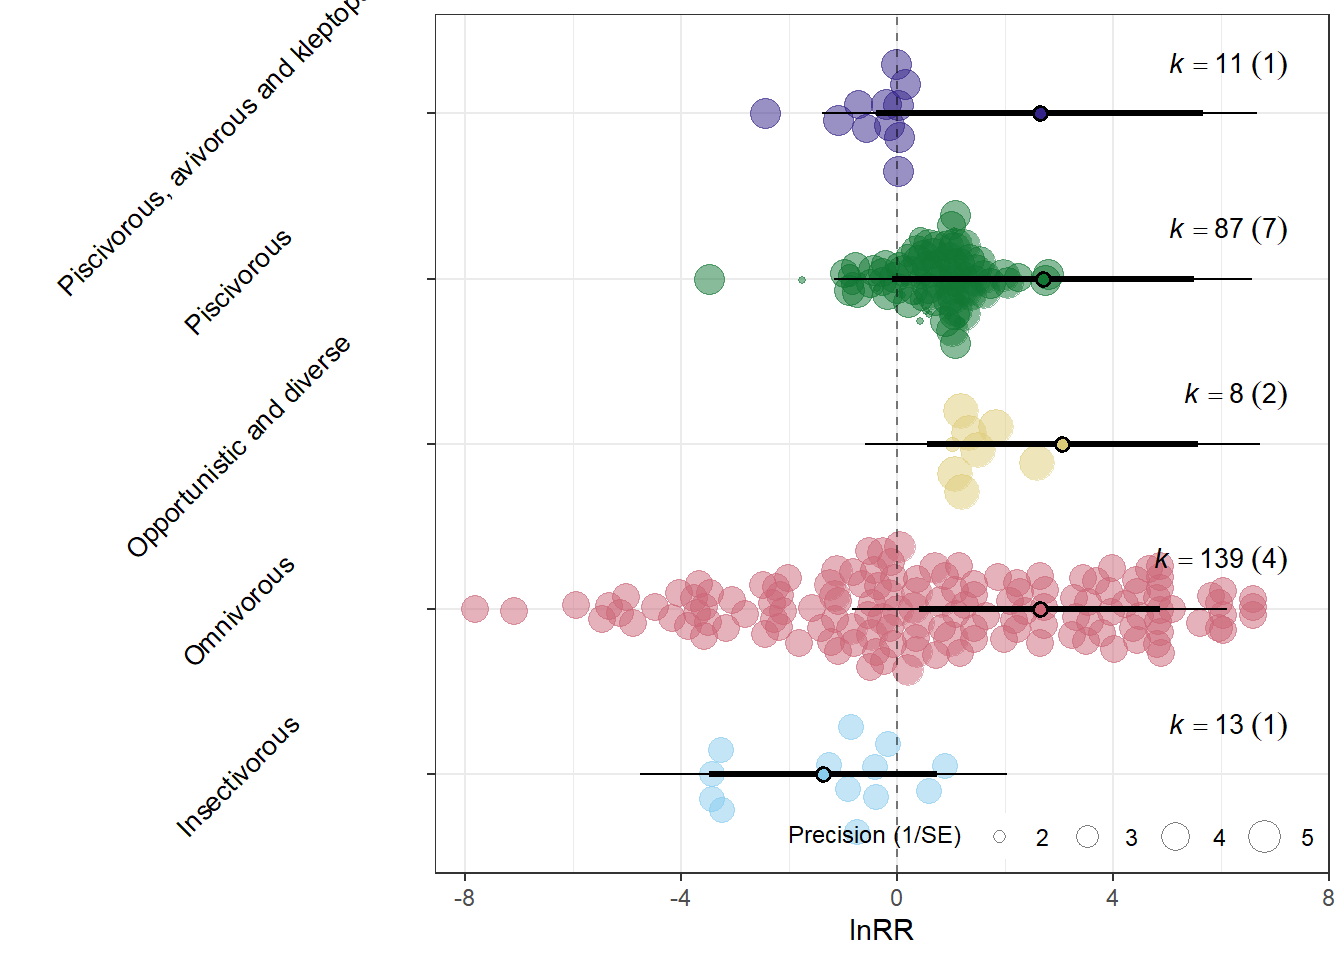 Piscivorous, avivorous and
k = 11 (1)
Piscivorous
k = 87 (7)
Opportunistic and diverse
k = 8 (2)
Omnivorous
k = 139 (4)
Insectivorous
k = 13 (1)
Precision (1/SE) 2 3 4 5
-8 -4 0 4 8
lnRR